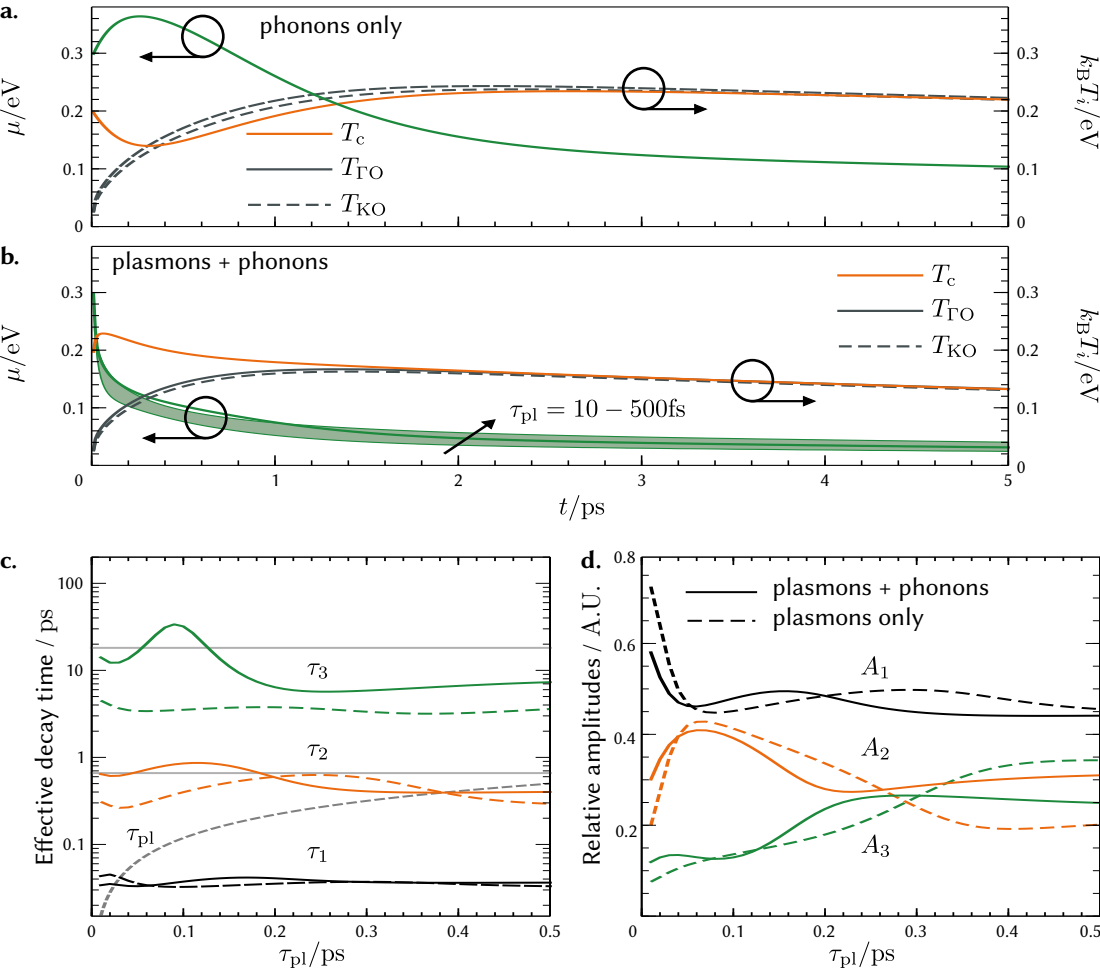 a.
phonons only
μ/eV
0.3
0.2
0.1
0
T_c
T_ΓO
T_KO
0.3
0.2
0.1
0
k_B T_i/eV
b.
plasmons + phonons
μ/eV
0.3
0.2
0.1
0
T_c
T_ΓO
T_KO
τ_pl = 10 − 500fs
0.3
0.2
0.1
0
k_B T_i/eV
0 1 2 3 4 5
t/ps
c.
Effective decay time / ps
100
10
1
0.1
τ_3
τ_2
τ_pl
τ_1
0 0.1 0.2 0.3 0.4 0.5
τ_pl/ps
d.
Relative amplitudes / A.U.
0.8
0.6
0.4
0.2
plasmons + phonons
plasmons only
A_1
A_2
A_3
0 0.1 0.2 0.3 0.4 0.5
τ_pl/ps